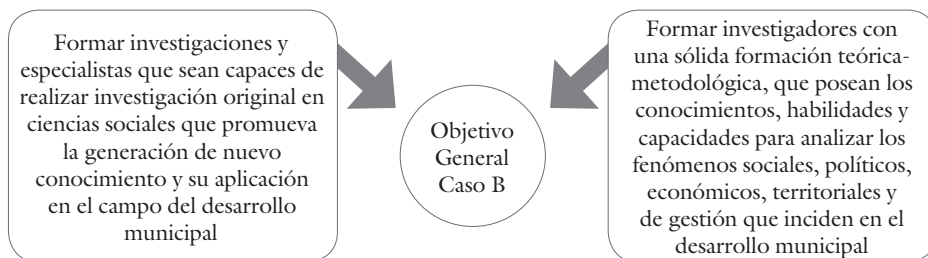 Formar investigaciones y
especialistas que sean capaces de
realizar investigación original en
ciencias sociales que promueva
la generación de nuevo
conocimiento y su aplicación
en el campo del desarrollo
municipal
Objetivo
General
Caso B
Formar investigadores con
una sólida formación teórica-
metodológica, que posean los
conocimientos, habilidades y
capacidades para analizar los
fenómenos sociales, políticos,
económicos, territoriales y
de gestión que inciden en el
desarrollo municipal